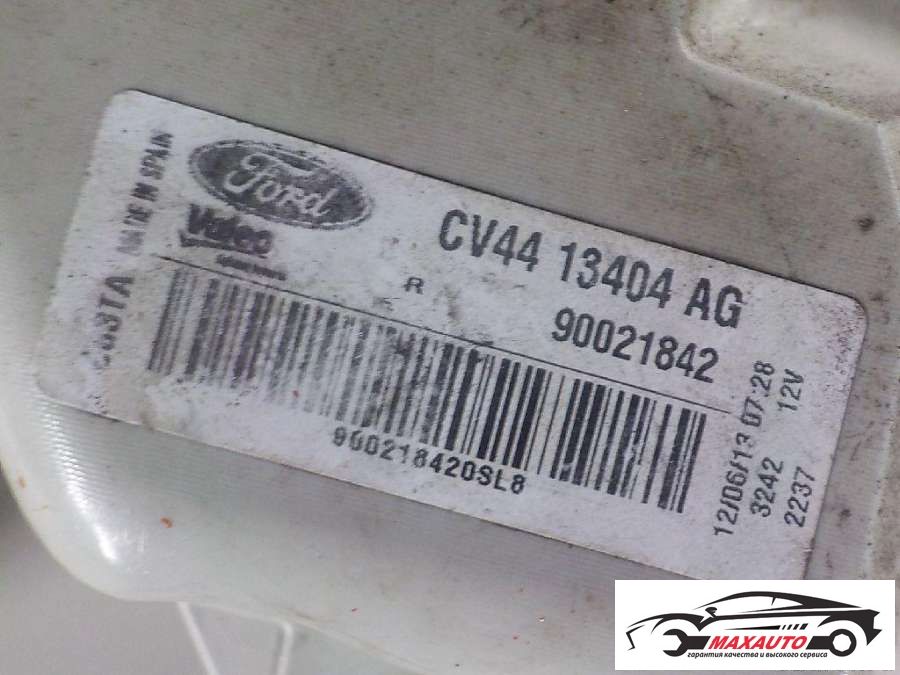 MADE IN SPAIN
Ford
Valeo
CV44 13404 AG
R
90021842
900218420SL8
12/06/13 07:28
3242 12V
2237
MAXAUTO
гарантия качества и высокого сервиса